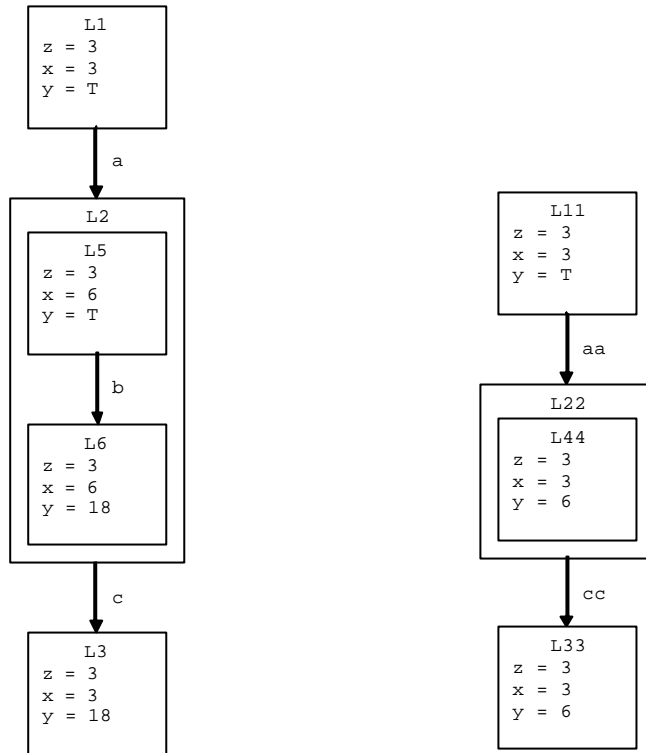 L1
z = 3
x = 3
y = T
a
L2
L5
z = 3
x = 6
y = T
b
L6
z = 3
x = 6
y = 18
c
L3
z = 3
x = 3
y = 18
L11
z = 3
x = 3
y = T
aa
L22
L44
z = 3
x = 3
y = 6
cc
L33
z = 3
x = 3
y = 6